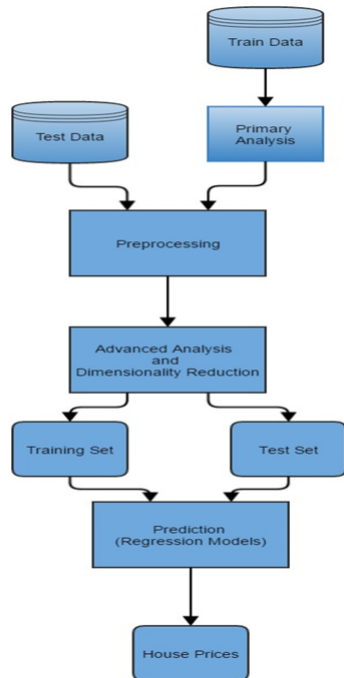 Train Data
Test Data
Primary
Analysis
Preprocessing
Advanced Analysis
and
Dimensionality Reduction
Training Set
Test Set
Prediction
(Regression Models)
House Prices